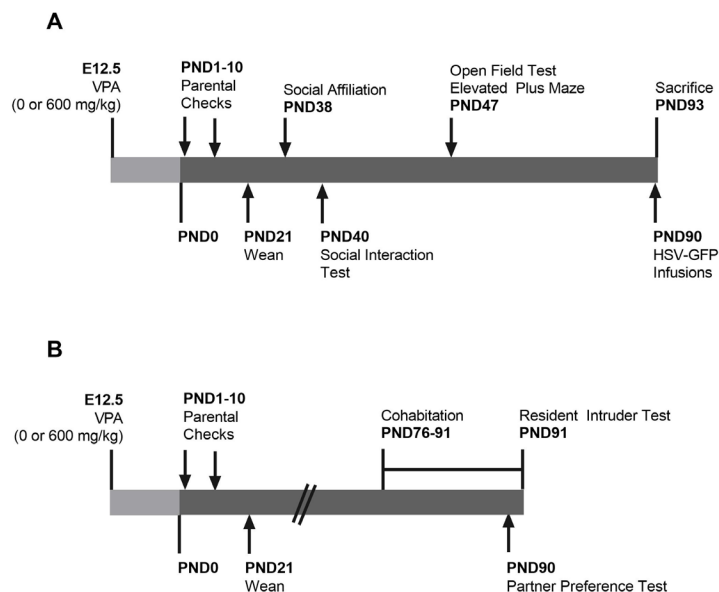 A
E12.5
VPA
(0 or 600 mg/kg)
PND1-10
Parental
Checks
Social Affiliation
PND38
Open Field Test
Elevated Plus Maze
PND47
Sacrifice
PND93
PND0
PND21
Wean
PND40
Social Interaction
Test
PND90
HSV-GFP
Infusions
B
E12.5
VPA
(0 or 600 mg/kg)
PND1-10
Parental
Checks
Cohabitation
PND76-91
Resident Intruder Test
PND91
PND0
PND21
Wean
PND90
Partner Preference Test